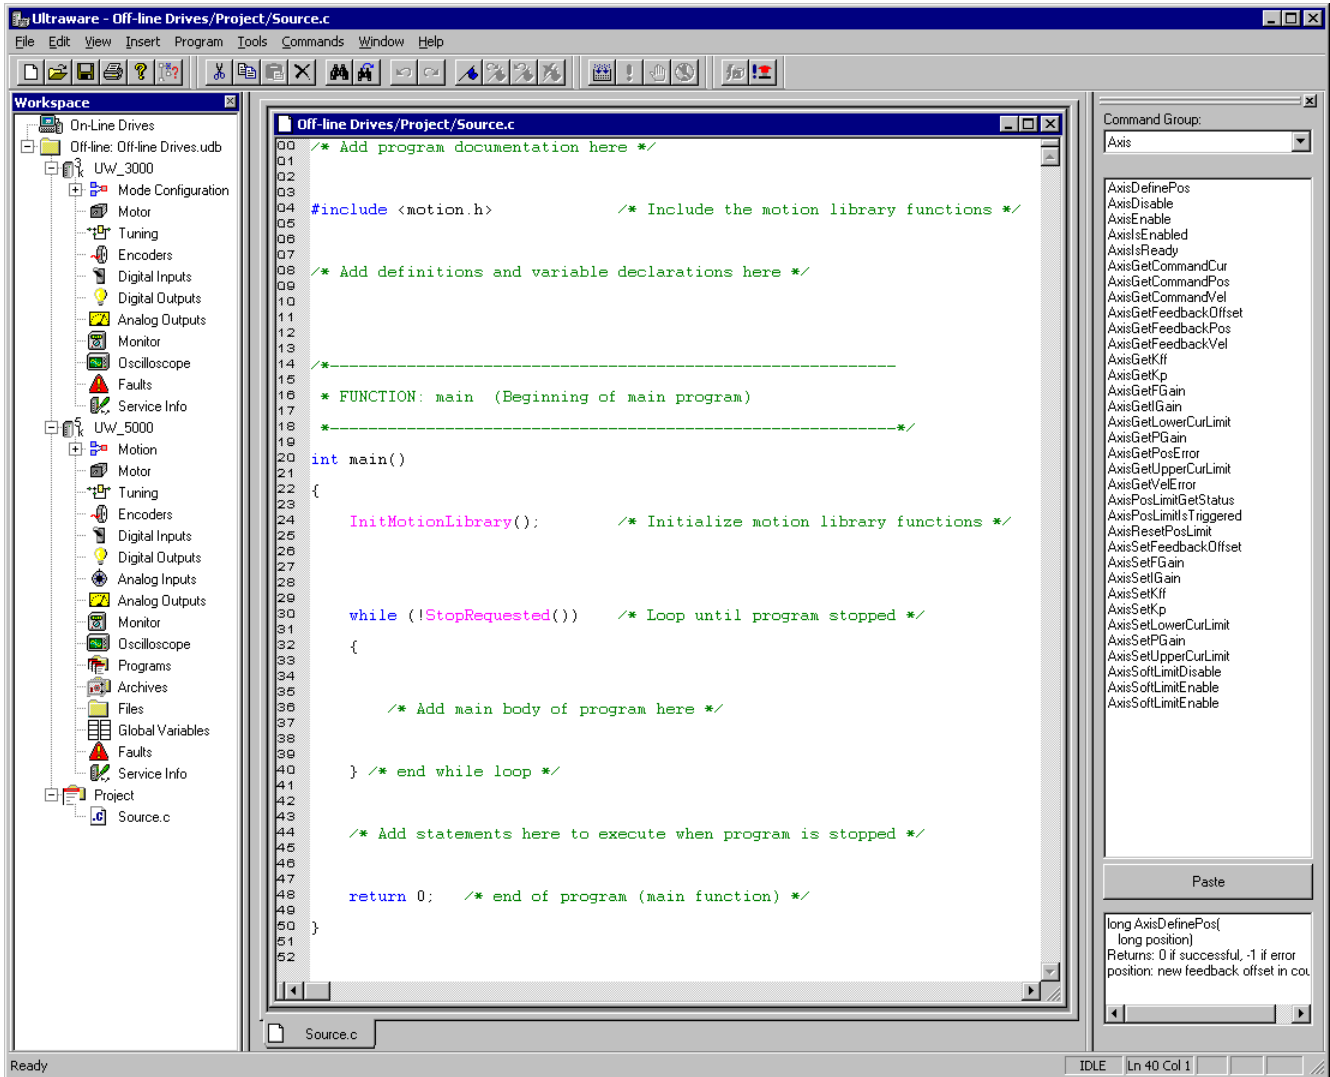 Ultraware - Off-line Drives/Project/Source.c
File Edit View Insert Program Tools Commands Window Help
Workspace
On-Line Drives
Off-line: Off-line Drives.udb
UW_3000
Mode Configuration
Motor
Tuning
Encoders
Digital Inputs
Digital Outputs
Analog Outputs
Monitor
Oscilloscope
Faults
Service Info
UW_5000
Motion
Motor
Tuning
Encoders
Digital Inputs
Digital Outputs
Analog Inputs
Analog Outputs
Monitor
Oscilloscope
Programs
Archives
Files
Global Variables
Faults
Service Info
Project
Source.c
Off-line Drives/Project/Source.c
00 /* Add program documentation here */
01
02
03
04 #include <motion.h> /* Include the motion library functions */
05
06
07
08 /* Add definitions and variable declarations here */
09
10
11
12
13
14 /*-----------------------------------------------------------
15
16 * FUNCTION: main (Beginning of main program)
17
18 *-----------------------------------------------------------*/
19
20 int main()
21
22 {
23
24 InitMotionLibrary(); /* Initialize motion library functions */
25
26
27
28
29
30 while (!StopRequested()) /* Loop until program stopped */
31
32 {
33
34
35
36 /* Add main body of program here */
37
38
39
40 } /* end while loop */
41
42
43
44 /* Add statements here to execute when program is stopped */
45
46
47
48 return 0; /* end of program (main function) */
49
50 }
51
52
Source.c
Command Group:
Axis
AxisDefinePos
AxisDisable
AxisEnable
AxisIsEnabled
AxisIsReady
AxisGetCommandCur
AxisGetCommandPos
AxisGetCommandVel
AxisGetFeedbackOffset
AxisGetFeedbackPos
AxisGetFeedbackVel
AxisGetKff
AxisGetKp
AxisGetFGain
AxisGetIGain
AxisGetLowerCurLimit
AxisGetPGain
AxisGetPosError
AxisGetUpperCurLimit
AxisGetVelError
AxisPosLimitGetStatus
AxisPosLimitIsTriggered
AxisResetPosLimit
AxisSetFeedbackOffset
AxisSetFGain
AxisSetIGain
AxisSetKff
AxisSetKp
AxisSetLowerCurLimit
AxisSetPGain
AxisSetUpperCurLimit
AxisSoftLimitDisable
AxisSoftLimitEnable
AxisSoftLimitEnable
Paste
long AxisDefinePos(
long position)
Returns: 0 if successful, -1 if error
position: new feedback offset in cou
Ready
IDLE Ln 40 Col 1